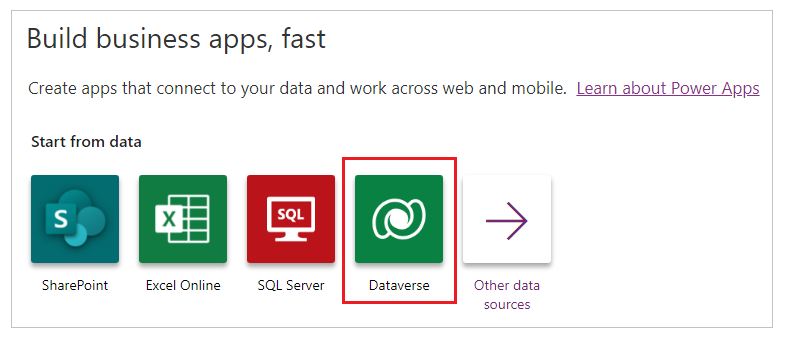 Build business apps, fast
Create apps that connect to your data and work across web and mobile. Learn about Power Apps
Start from data
S
X
SQL
SharePoint
Excel Online
SQL Server
Dataverse
Other data
sources